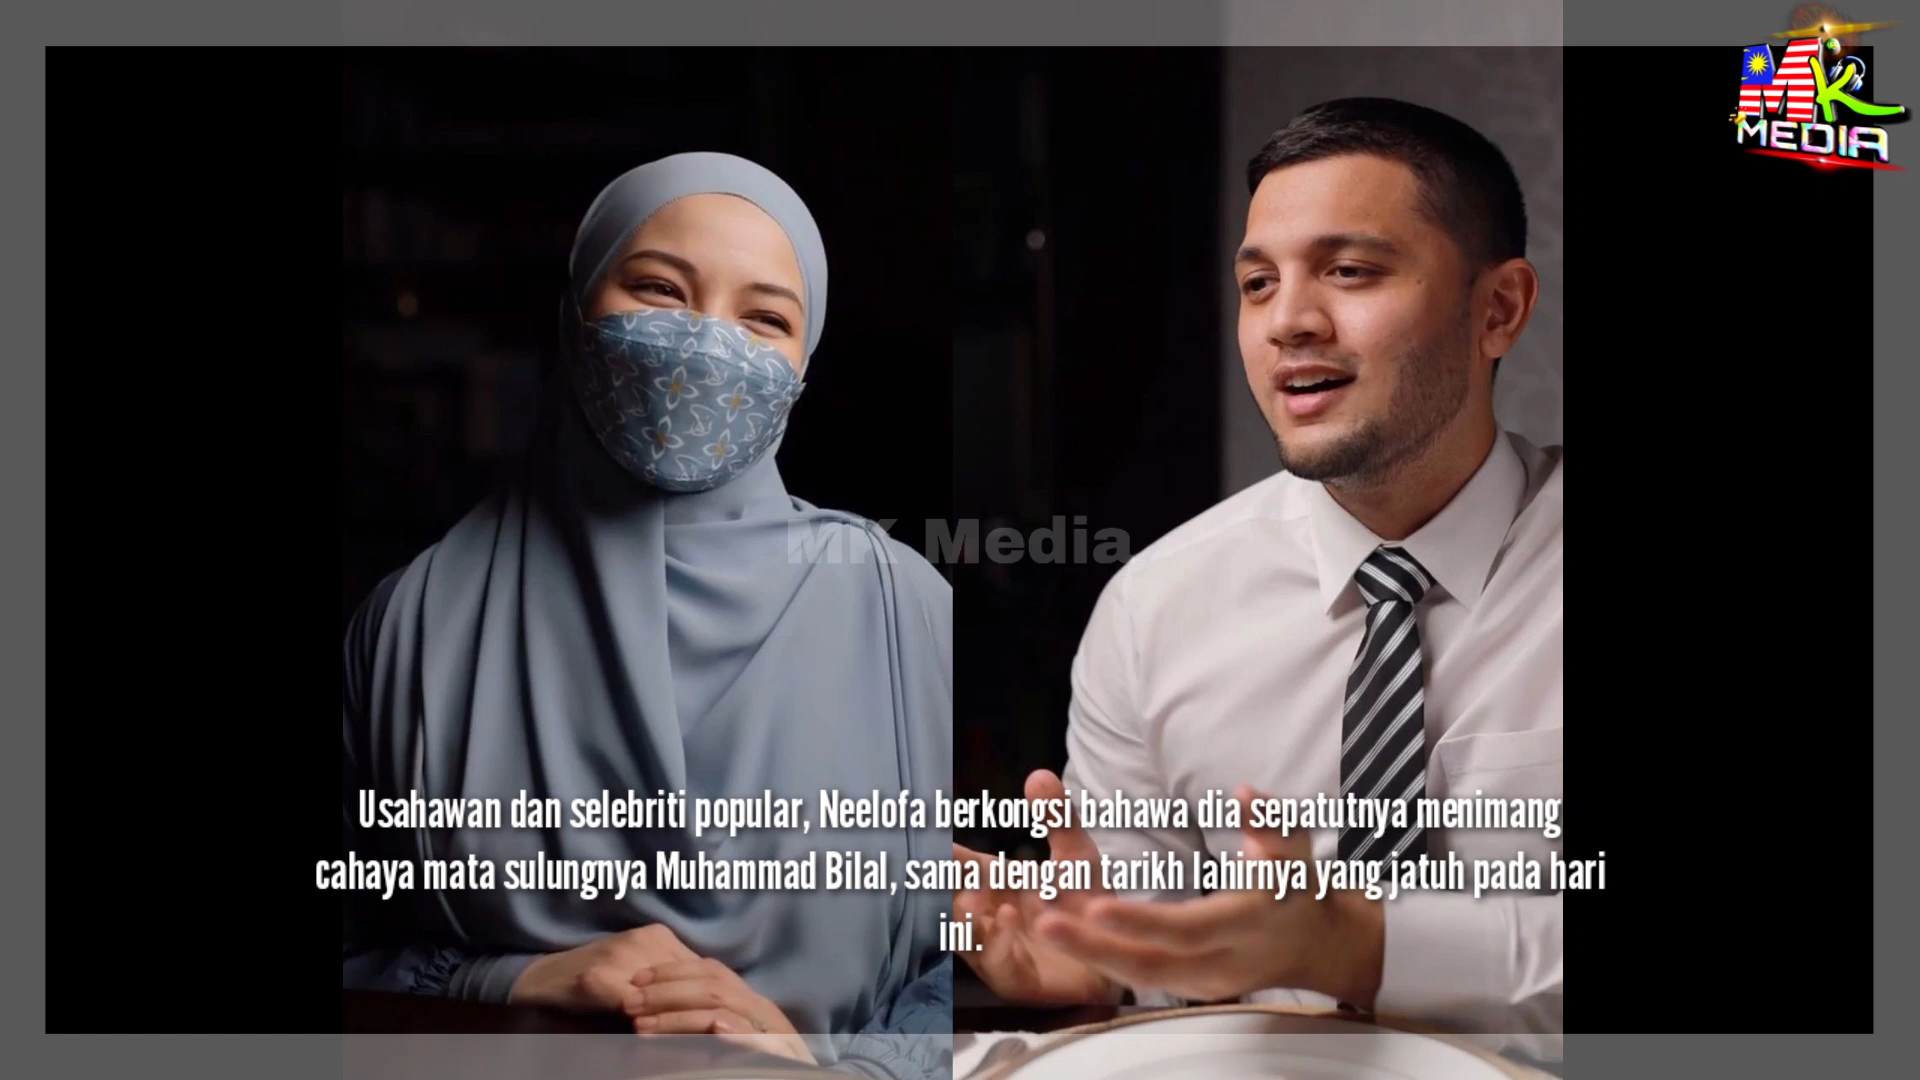 MK
MEDIA
MK Media
Usahawan dan selebriti popular, Neelofa berkongsi bahawa dia sepatutnya menimang
cahaya mata sulungnya Muhammad Bilal, sama dengan tarikh lahirnya yang jatuh pada hari
ini.